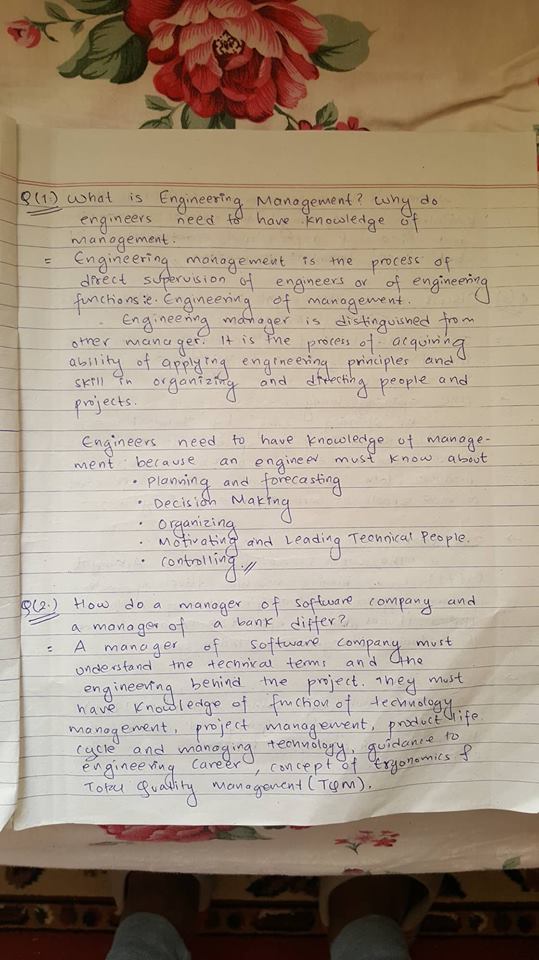 Q(1.) What is Engineering Management? Why do
engineers need to have knowledge of
management.
= Engineering management is the process of
direct supervision of engineers or of engineering
functions i.e. Engineering of management.
Engineering manager is distinguished from
other manager. It is the process of acquiring
ability of applying engineering principles and
skill in organizing and directing people and
projects.
Engineers need to have knowledge of manage-
ment because an engineer must know about
• Planning and forecasting
• Decision Making
• Organizing
• Motivating and Leading Technical People.
• Controlling.//
Q(2.) How do a manager of software company and
a manager of a bank differ?
= A manager of software company must
understand the technical terms and the
engineering behind the project. They must
have knowledge of function of technology
management, project management, product life
cycle and managing technology, guidance to
engineering career, concept of Ergonomics &
Total Quality management (TQM).